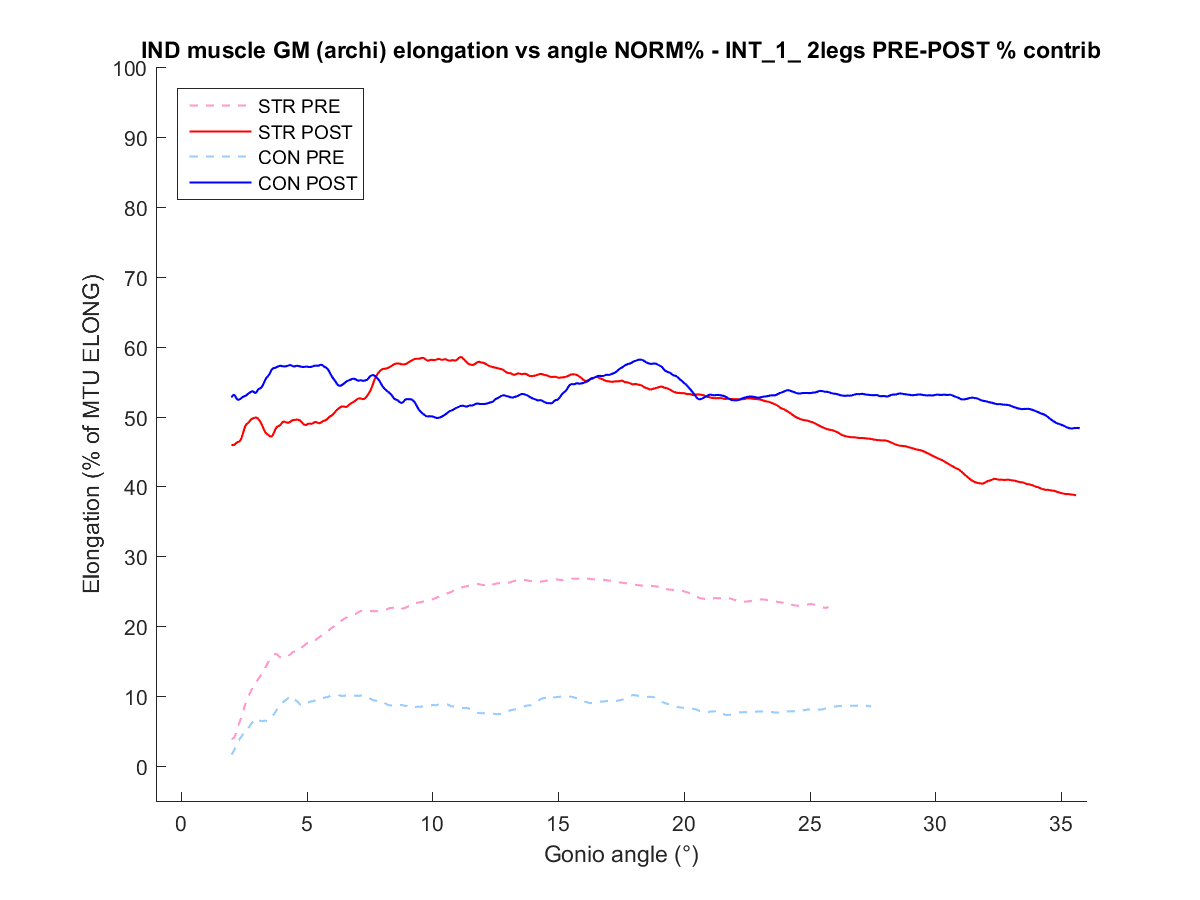 IND muscle GM (archi) elongation vs angle NORM% - INT_1_ 2legs PRE-POST % contrib
100
90
80
70
60
50
40
30
20
10
0
Elongation (% of MTU ELONG)
STR PRE
STR POST
CON PRE
CON POST
0 5 10 15 20 25 30 35
Gonio angle (°)